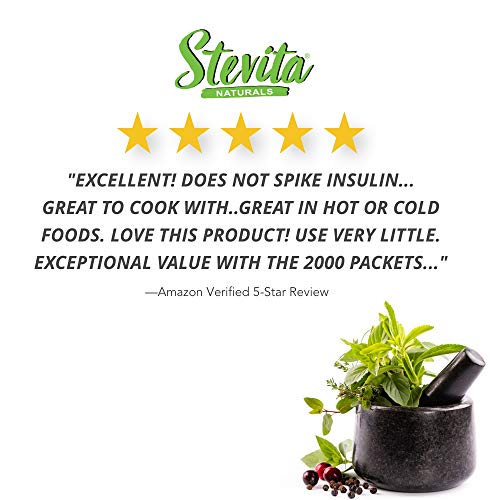 Stevita®
NATURALS
"EXCELLENT! DOES NOT SPIKE INSULIN...
GREAT TO COOK WITH..GREAT IN HOT OR COLD
FOODS. LOVE THIS PRODUCT! USE VERY LITTLE.
EXCEPTIONAL VALUE WITH THE 2000 PACKETS..."
—Amazon Verified 5-Star Review